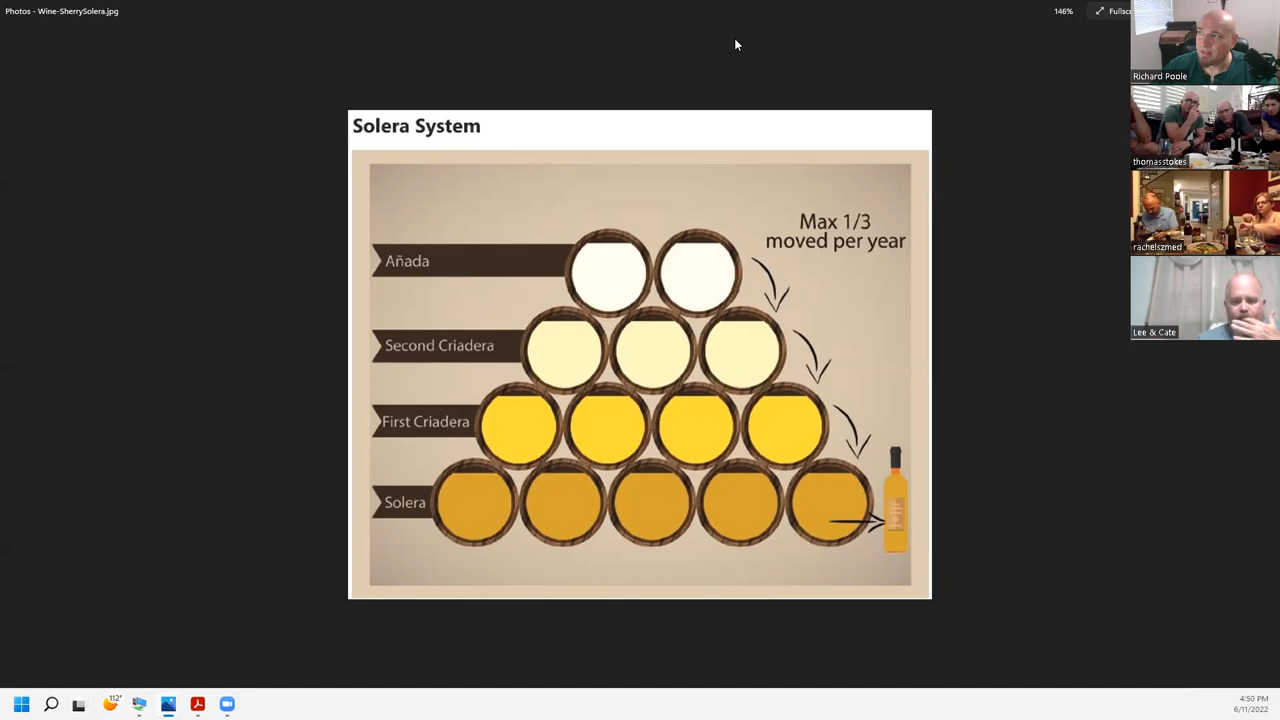 Photos - Wine-SherrySolera.jpg
146%
Richard Poole
thomasstokes
rachelszmed
Lee & Cate
Solera System
Max 1/3
moved per year
Añada
Second Criadera
First Criadera
Solera
112°
4:50 PM
6/11/2022